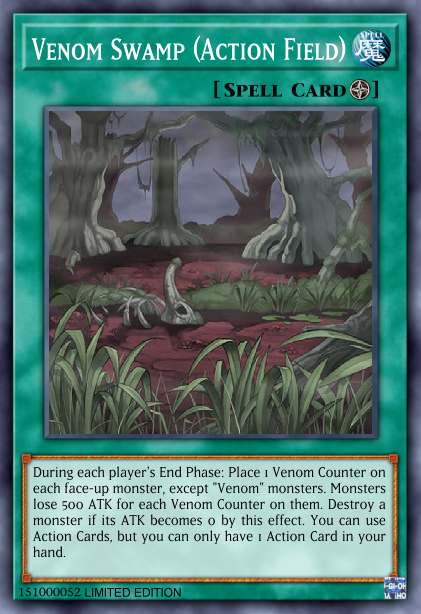 Venom Swamp (Action Field)
SPELL
魔
[Spell Card]
During each player's End Phase: Place 1 Venom Counter on
each face-up monster, except "Venom" monsters. Monsters
lose 500 ATK for each Venom Counter on them. Destroy a
monster if its ATK becomes 0 by this effect. You can use
Action Cards, but you can only have 1 Action Card in your
hand.
151000052 LIMITED EDITION